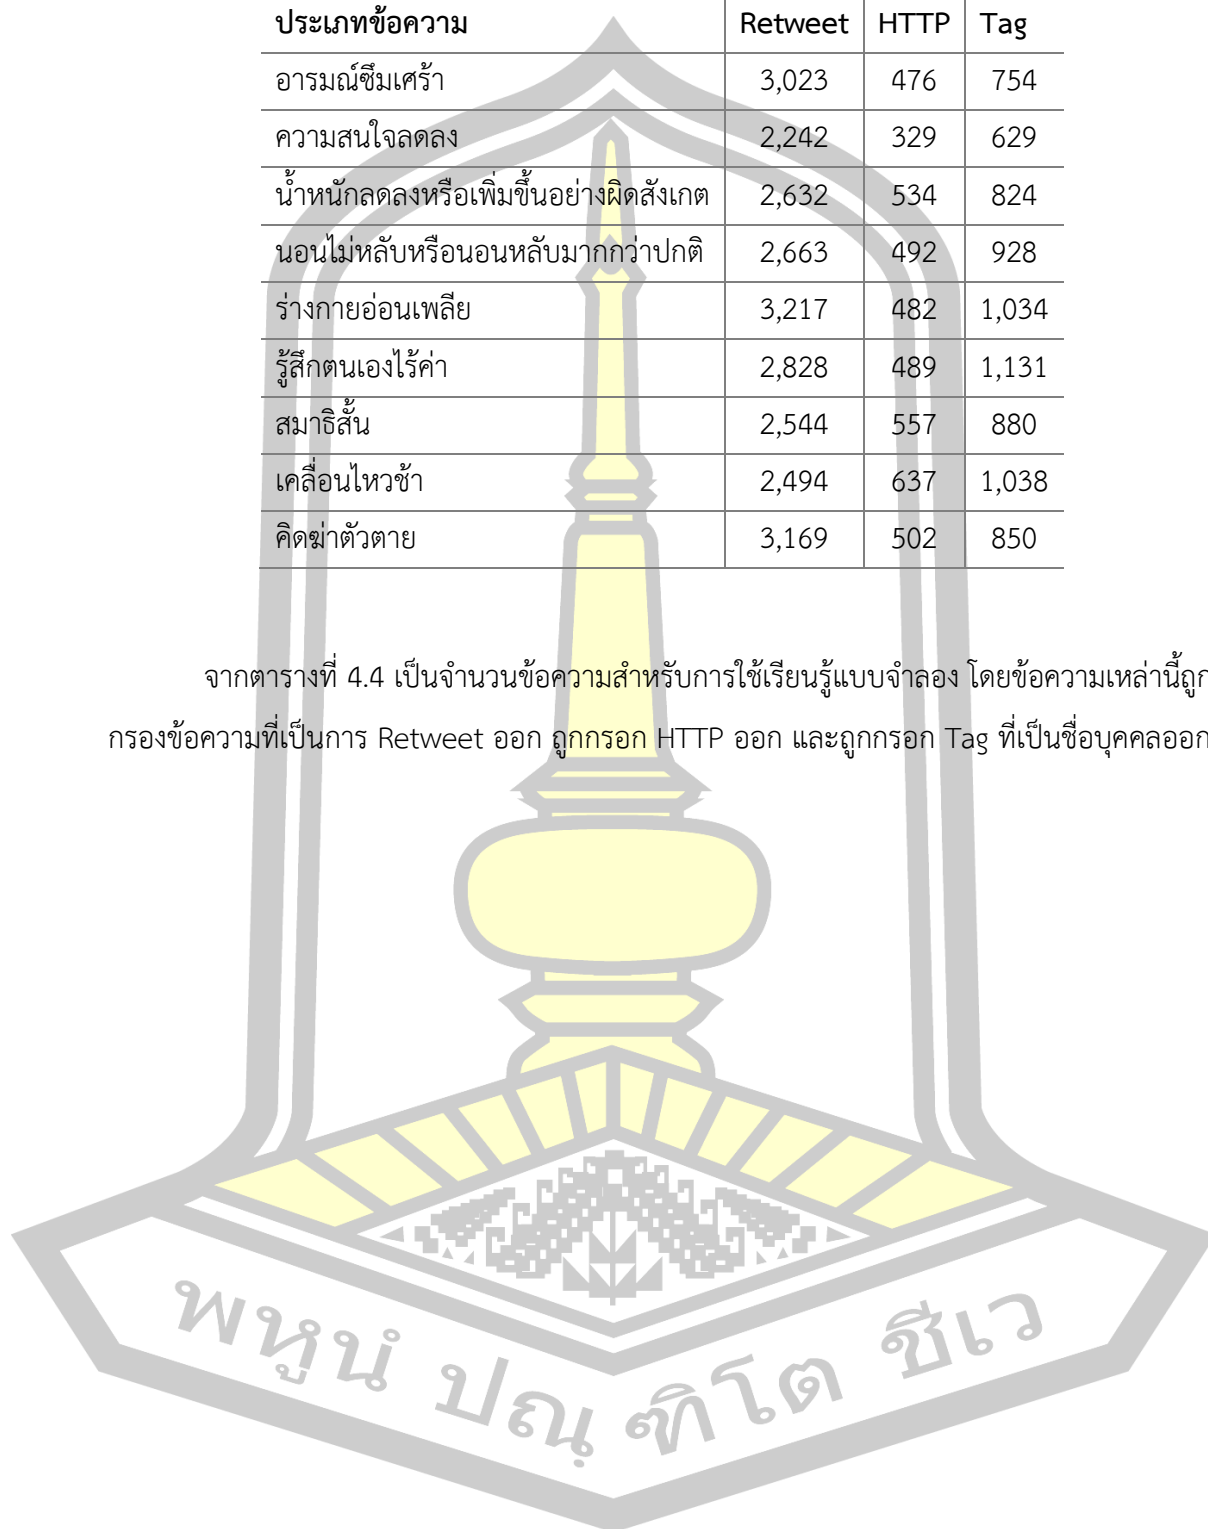 ประเภทข้อความ Retweet HTTP Tag
อารมณ์ซึมเศร้า 3,023 476 754
ความสนใจลดลง 2,242 329 629
น้ำหนักลดลงหรือเพิ่มขึ้นอย่างผิดสังเกต 2,632 534 824
นอนไม่หลับหรือนอนหลับมากกว่าปกติ 2,663 492 928
ร่างกายอ่อนเพลีย 3,217 482 1,034
รู้สึกตนเองไร้ค่า 2,828 489 1,131
สมาธิสั้น 2,544 557 880
เคลื่อนไหวช้า 2,494 637 1,038
คิดฆ่าตัวตาย 3,169 502 850
จากตารางที่ 4.4 เป็นจำนวนข้อความสำหรับการใช้เรียนรู้แบบจำลอง โดยข้อความเหล่านี้ถูก
กรองข้อความที่เป็นการ Retweet ออก ถูกกรอก HTTP ออก และถูกกรอก Tag ที่เป็นชื่อบุคคลออก
พหูนํ ปณฺฑิโต ชีเว